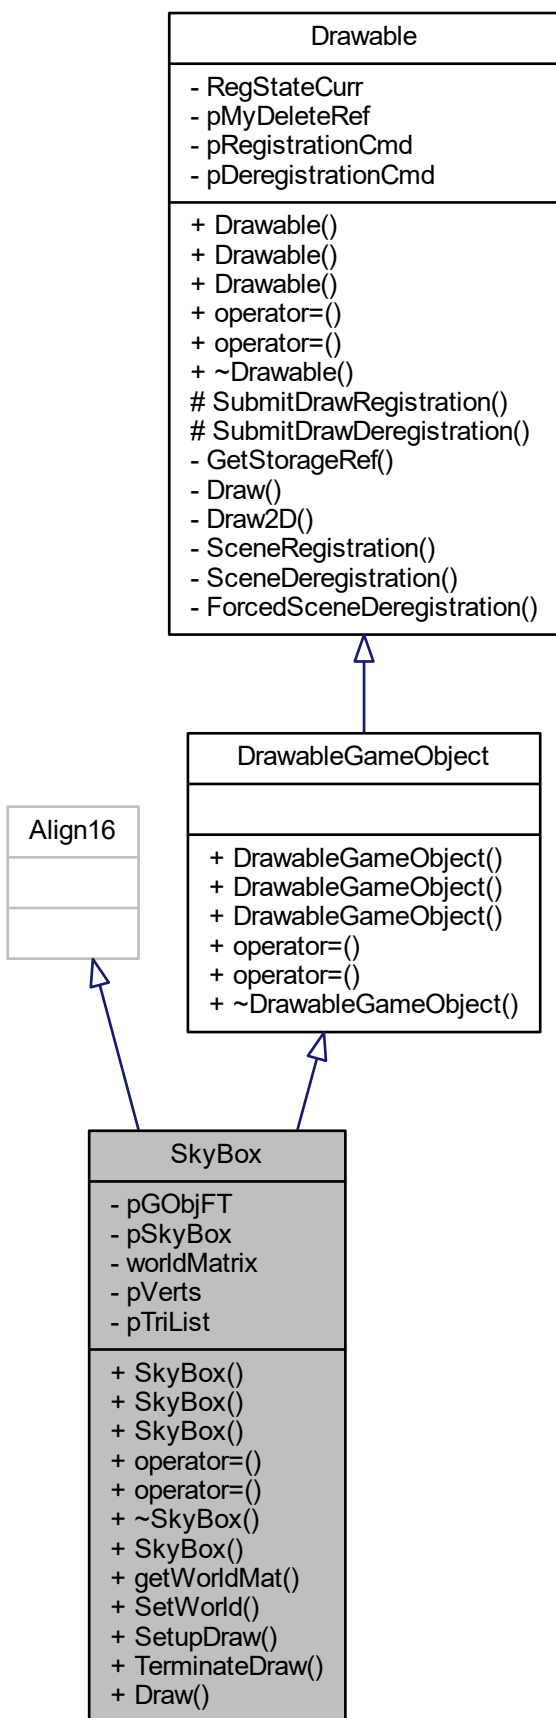 Drawable
- RegStateCurr
- pMyDeleteRef
- pRegistrationCmd
- pDeregistrationCmd
+ Drawable()
+ Drawable()
+ Drawable()
+ operator=()
+ operator=()
+ ~Drawable()
# SubmitDrawRegistration()
# SubmitDrawDeregistration()
- GetStorageRef()
- Draw()
- Draw2D()
- SceneRegistration()
- SceneDeregistration()
- ForcedSceneDeregistration()
DrawableGameObject
+ DrawableGameObject()
+ DrawableGameObject()
+ DrawableGameObject()
+ operator=()
+ operator=()
+ ~DrawableGameObject()
Align16
SkyBox
- pGObjFT
- pSkyBox
- worldMatrix
- pVerts
- pTriList
+ SkyBox()
+ SkyBox()
+ SkyBox()
+ operator=()
+ operator=()
+ ~SkyBox()
+ SkyBox()
+ getWorldMat()
+ SetWorld()
+ SetupDraw()
+ TerminateDraw()
+ Draw()